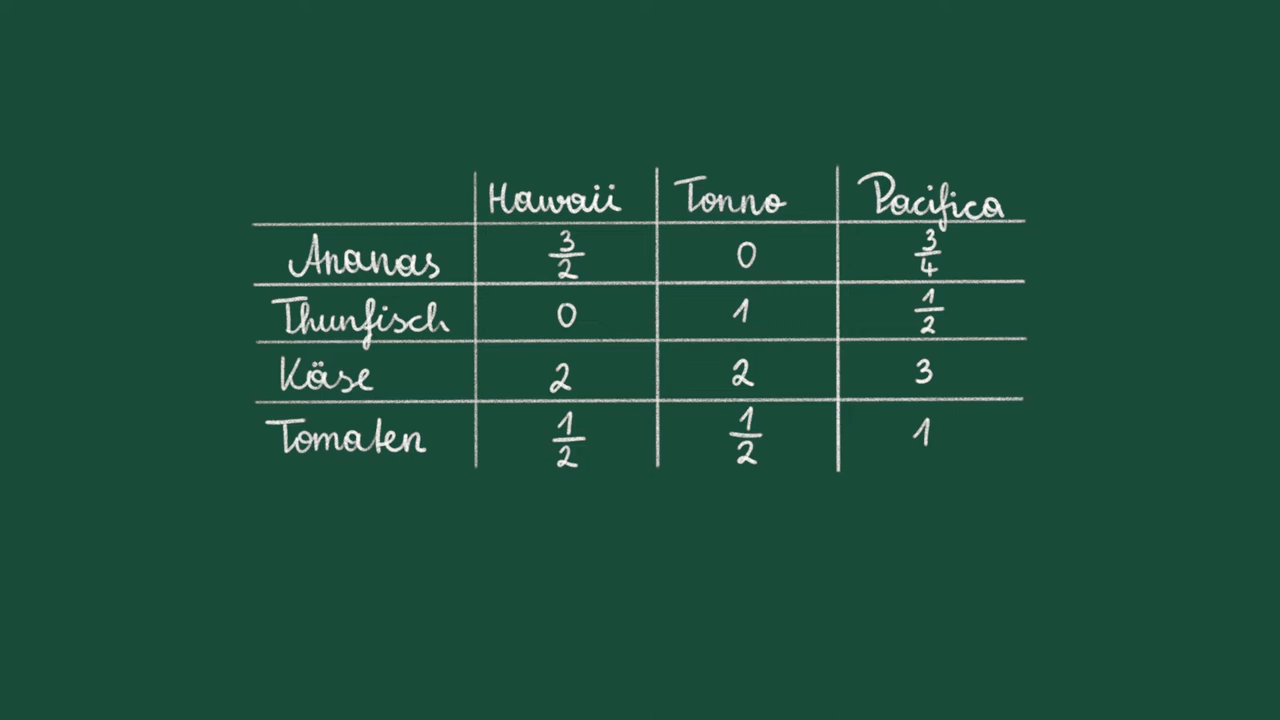 Hawaii Tonno Pacifica
Ananas 3/2 0 3/4
Thunfisch 0 1 1/2
Käse 2 2 3
Tomaten 1/2 1/2 1